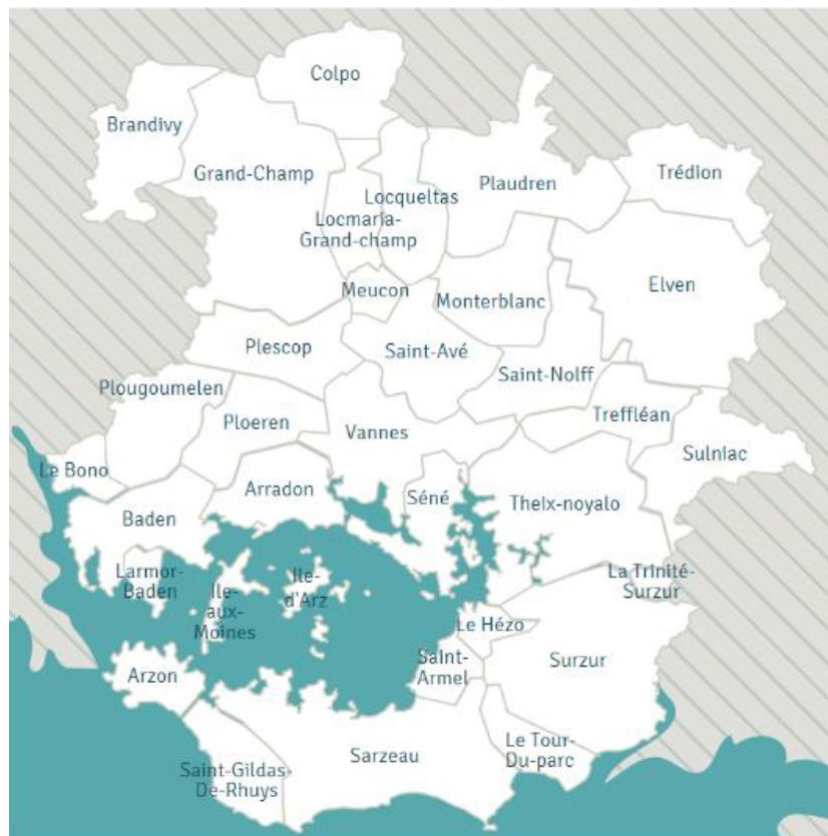 Colpo
Brandivy
Grand-Champ
Trédion
Plaudren
Locqueltas
Locmaria-
Grand-champ
Meucon
Monterblanc
Elven
Plescop
Saint-Avé
Saint-Nolff
Plougoumelen
Ploeren
Vannes
Treffléan
Sulniac
Le Bono
Arradon
Séné
Theix-noyalo
Baden
Larmor-
Baden
Ile-
aux-
Moines
Ile-
d'Arz
La Trinité-
Surzur
Le Hézo
Saint-
Armel
Surzur
Arzon
Saint-Gildas-
De-Rhuys
Sarzeau
Le Tour-
Du-parc